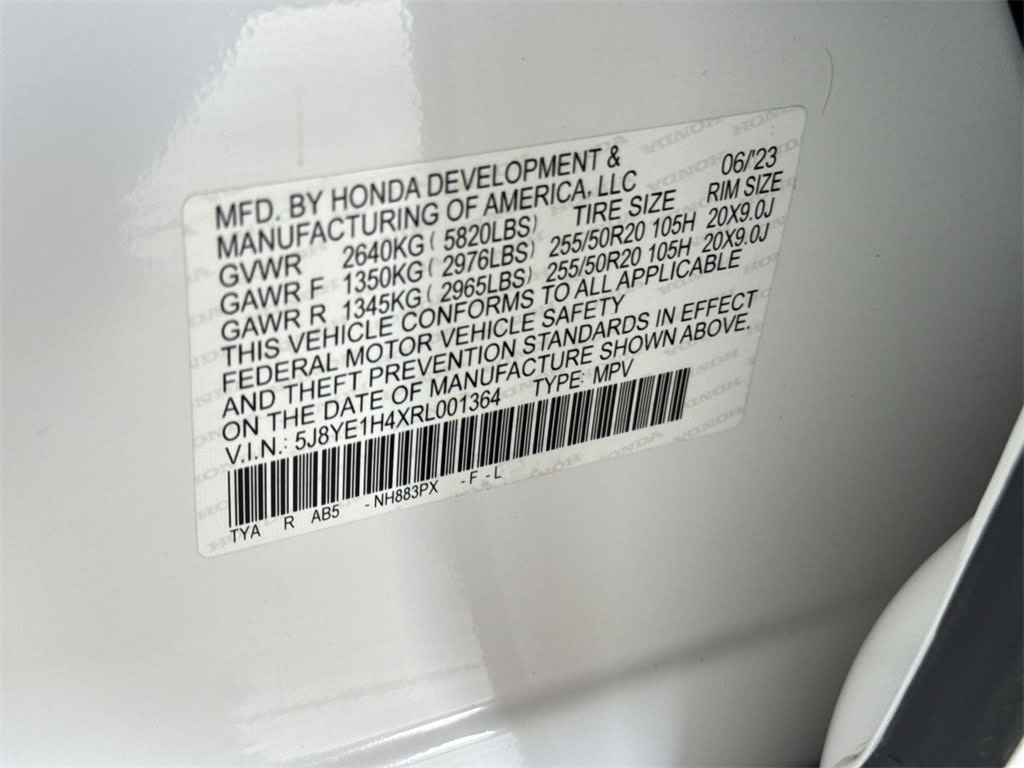 MFD. BY HONDA DEVELOPMENT & 06/'23
MANUFACTURING OF AMERICA, LLC RIM SIZE
GVWR 2640KG ( 5820LBS) TIRE SIZE
GAWR F 1350KG ( 2976LBS) 255/50R20 105H 20X9.0J
GAWR R 1345KG ( 2965LBS) 255/50R20 105H 20X9.0J
THIS VEHICLE CONFORMS TO ALL APPLICABLE
FEDERAL MOTOR VEHICLE SAFETY
AND THEFT PREVENTION STANDARDS IN EFFECT
ON THE DATE OF MANUFACTURE SHOWN ABOVE.
V.I.N.: 5J8YE1H4XRL001364 TYPE: MPV
TYA R AB5 - NH883PX - F - L